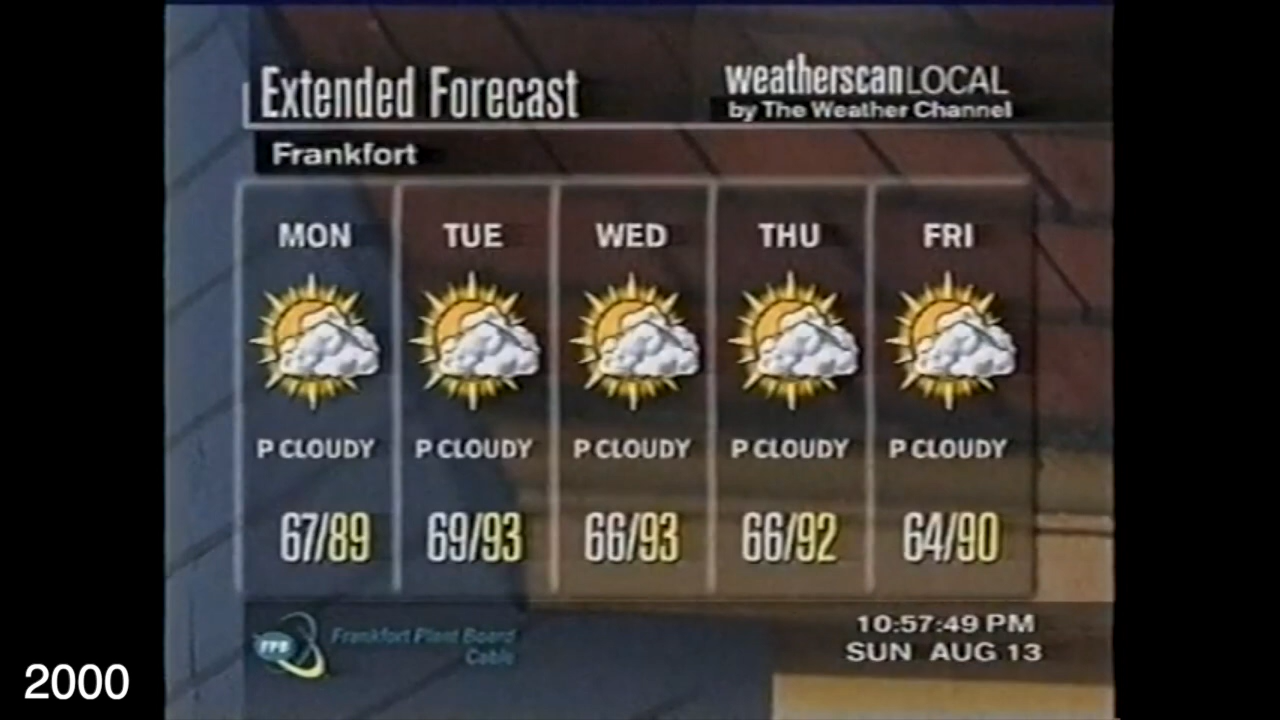 Extended Forecast
weatherscanLOCAL
by The Weather Channel
Frankfort
MON TUE WED THU FRI
P CLOUDY P CLOUDY P CLOUDY P CLOUDY P CLOUDY
67/89 69/93 66/93 66/92 64/90
FPB
Frankfort Plant Board
Cable
10:57:49 PM
SUN AUG 13
2000